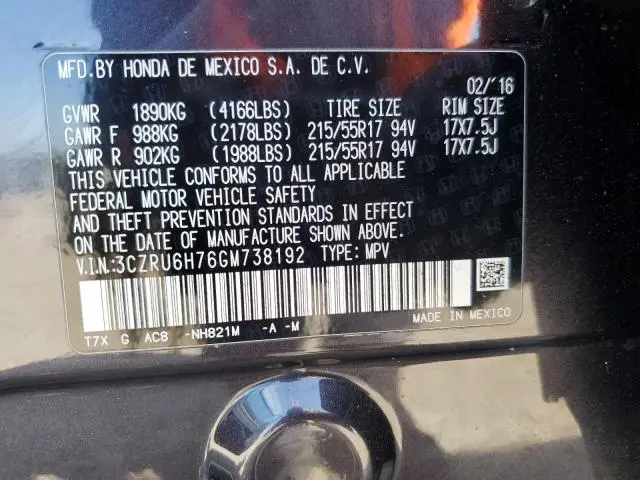 MFD.BY HONDA DE MEXICO S.A. DE C.V.
02/'16
GVWR 1890KG (4166LBS) TIRE SIZE RIM SIZE
GAWR F 988KG (2178LBS) 215/55R17 94V 17X7.5J
GAWR R 902KG (1988LBS) 215/55R17 94V 17X7.5J
THIS VEHICLE CONFORMS TO ALL APPLICABLE
FEDERAL MOTOR VEHICLE SAFETY
AND THEFT PREVENTION STANDARDS IN EFFECT
ON THE DATE OF MANUFACTURE SHOWN ABOVE.
V.I.N.:3CZRU6H76GM738192 TYPE: MPV
T7X G AC8 -NH821M -A -M
MADE IN MEXICO